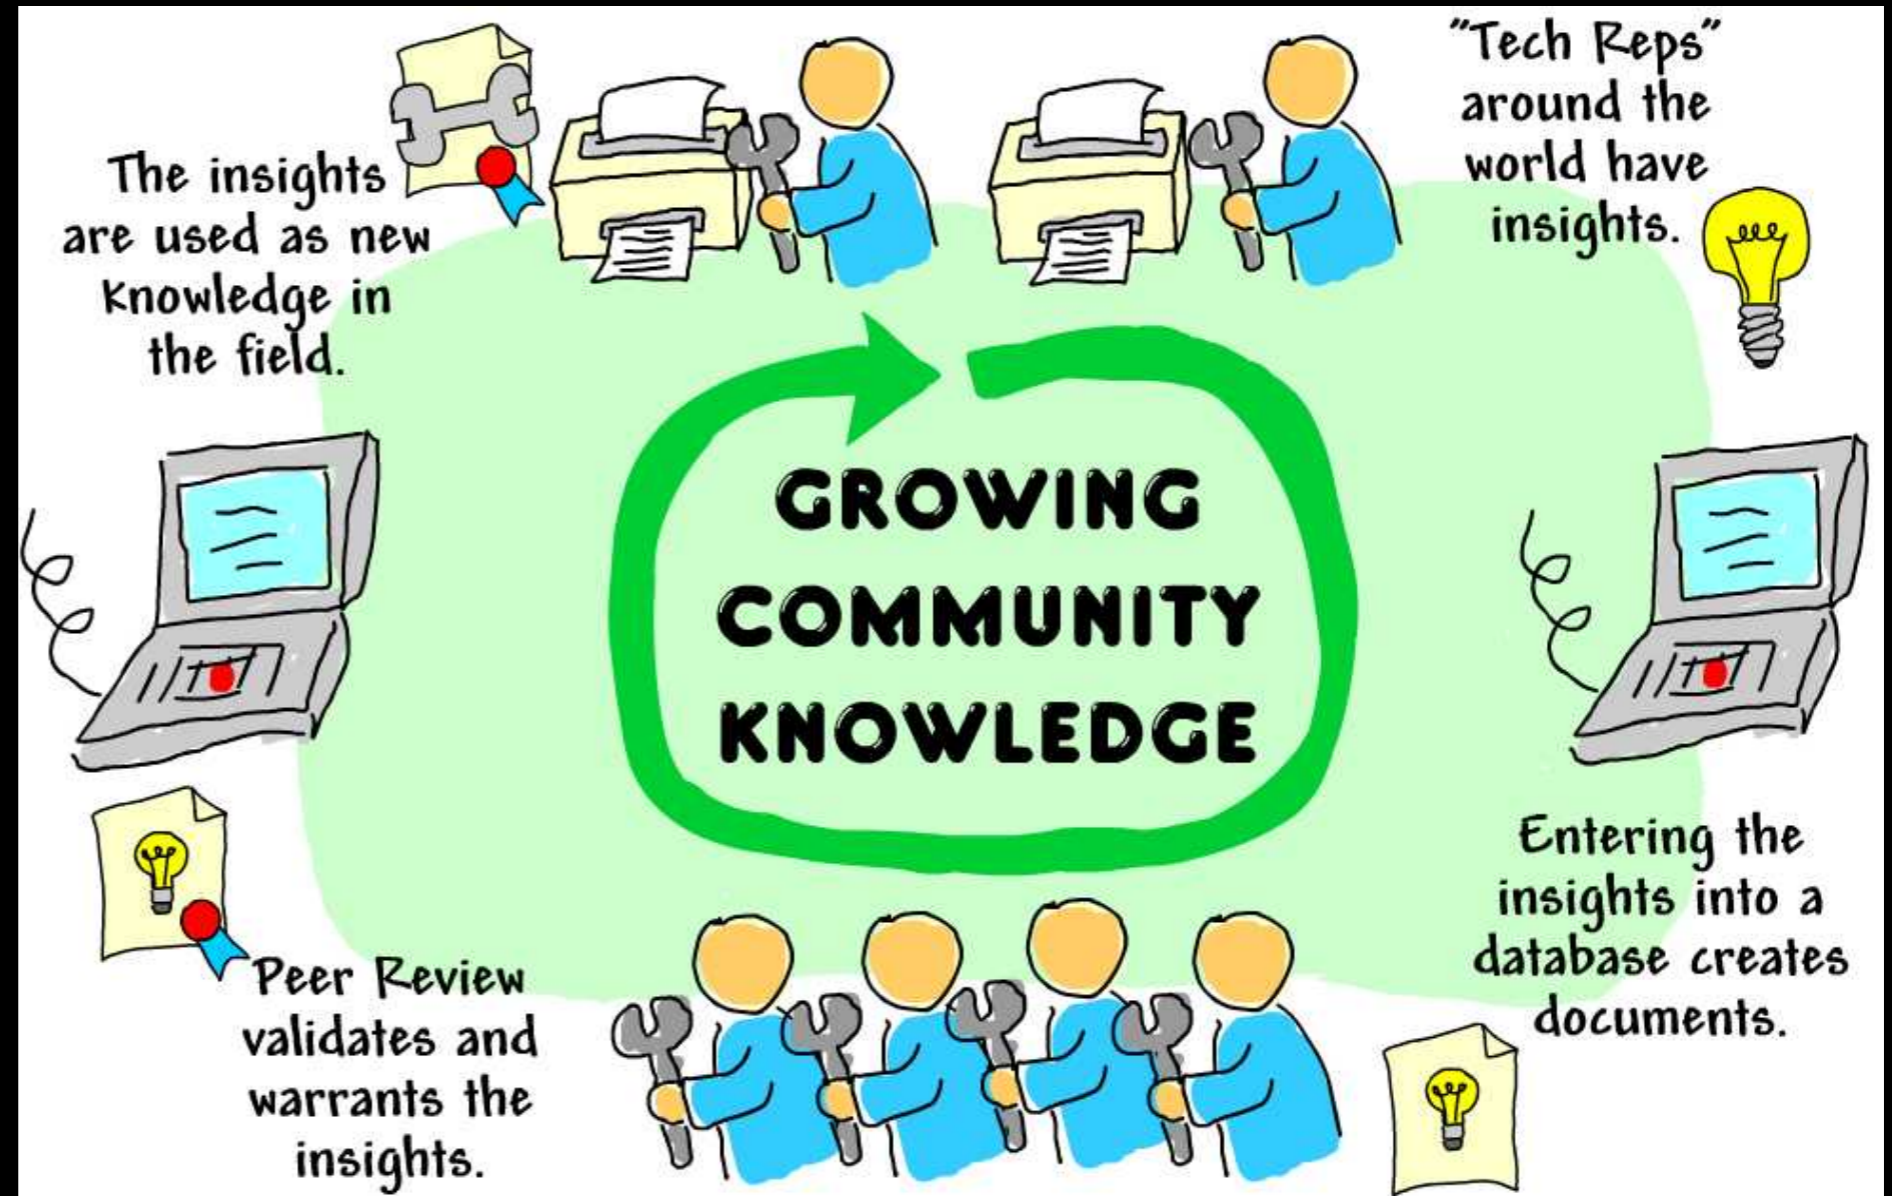 "Tech Reps"
around the
world have
insights.
Entering the
insights into a
database creates
documents.
Peer Review
validates and
warrants the
insights.
The insights
are used as new
Knowledge in
the field.
GROWING
COMMUNITY
KNOWLEDGE